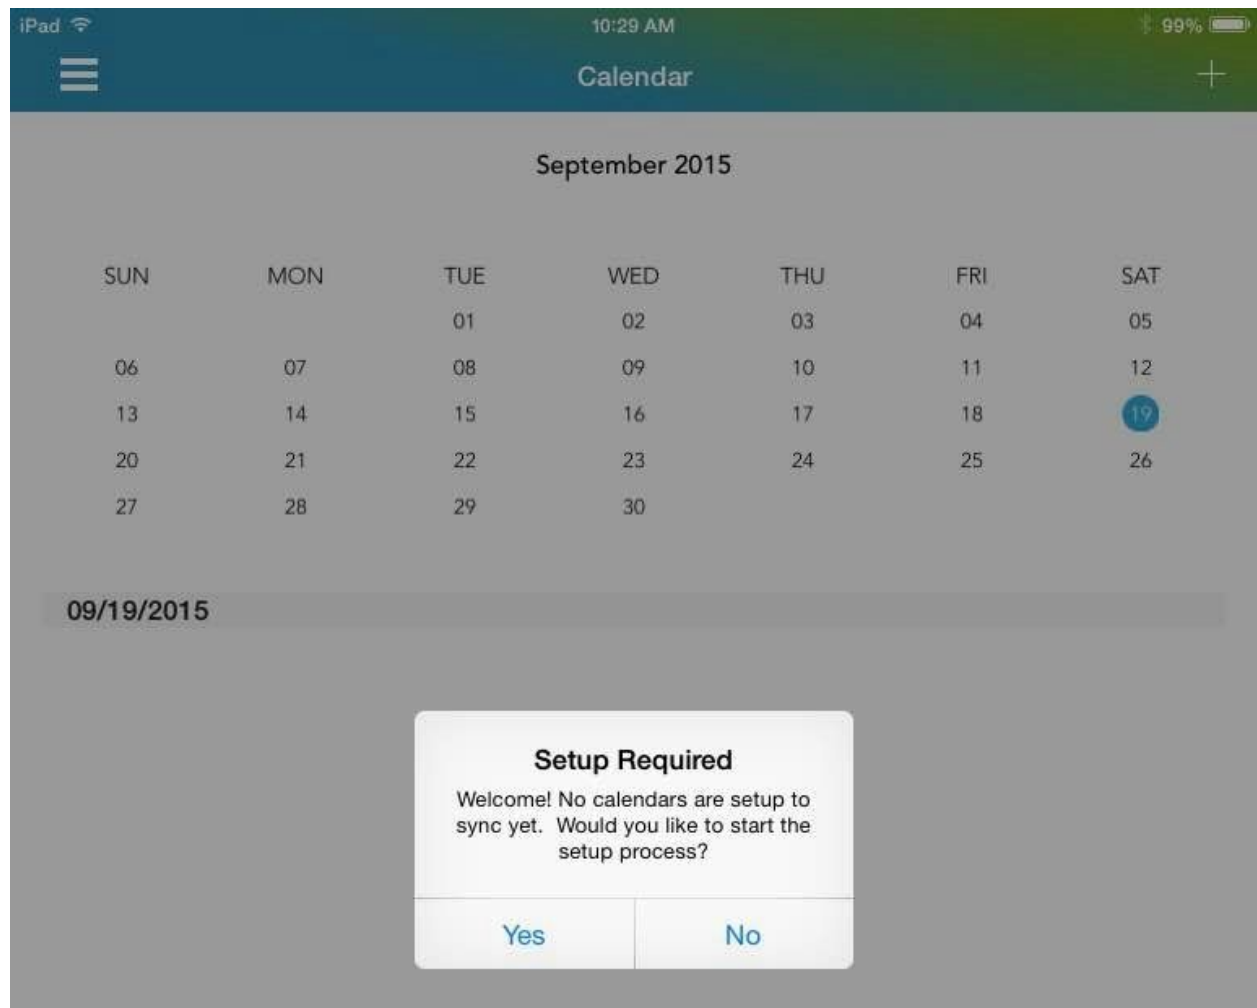 iPad 10:29 AM 99%
Calendar
September 2015
SUN MON TUE WED THU FRI SAT
01 02 03 04 05
06 07 08 09 10 11 12
13 14 15 16 17 18 19
20 21 22 23 24 25 26
27 28 29 30
09/19/2015
Setup Required
Welcome! No calendars are setup to
sync yet.  Would you like to start the
setup process?
Yes No